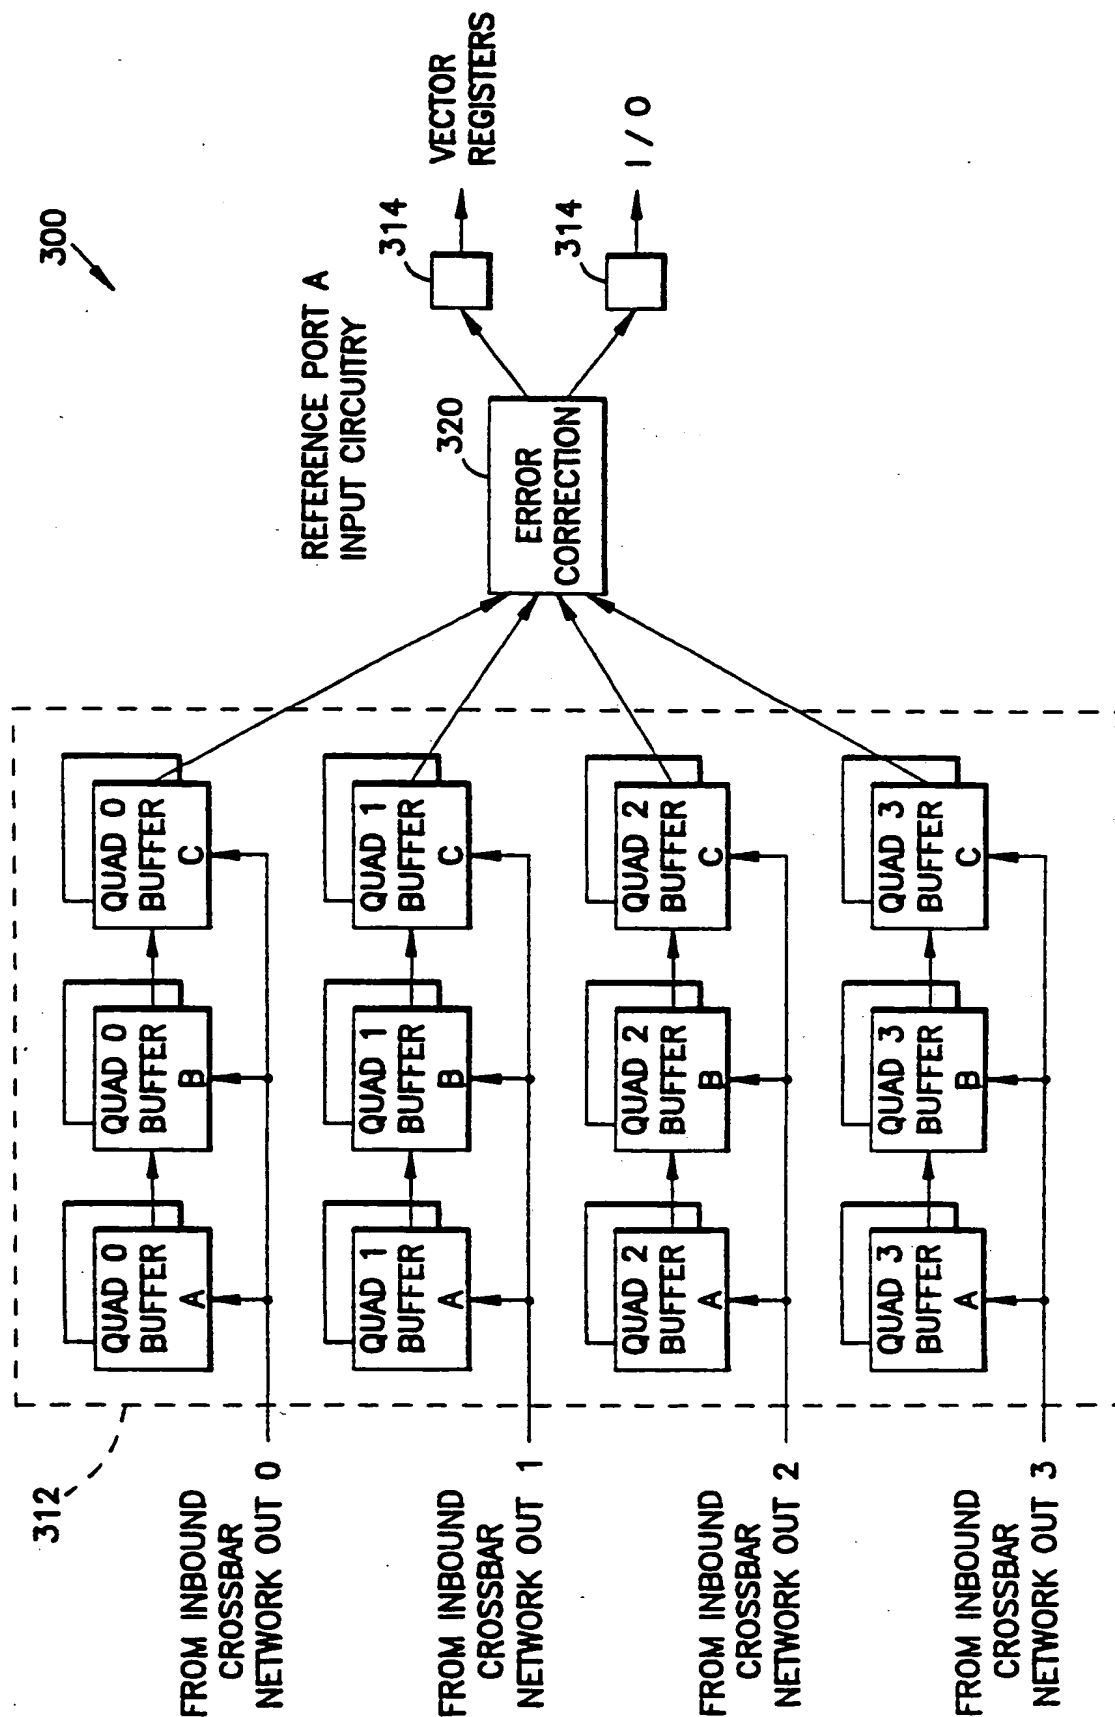 300
REFERENCE PORT A
INPUT CIRCUITRY
312
FROM INBOUND
CROSSBAR
NETWORK OUT 0
QUAD 0
BUFFER
A
QUAD 0
BUFFER
B
QUAD 0
BUFFER
C
FROM INBOUND
CROSSBAR
NETWORK OUT 1
QUAD 1
BUFFER
A
QUAD 1
BUFFER
B
QUAD 1
BUFFER
C
FROM INBOUND
CROSSBAR
NETWORK OUT 2
QUAD 2
BUFFER
A
QUAD 2
BUFFER
B
QUAD 2
BUFFER
C
FROM INBOUND
CROSSBAR
NETWORK OUT 3
QUAD 3
BUFFER
A
QUAD 3
BUFFER
B
QUAD 3
BUFFER
C
320
ERROR
CORRECTION
314
VECTOR
REGISTERS
314
I / O